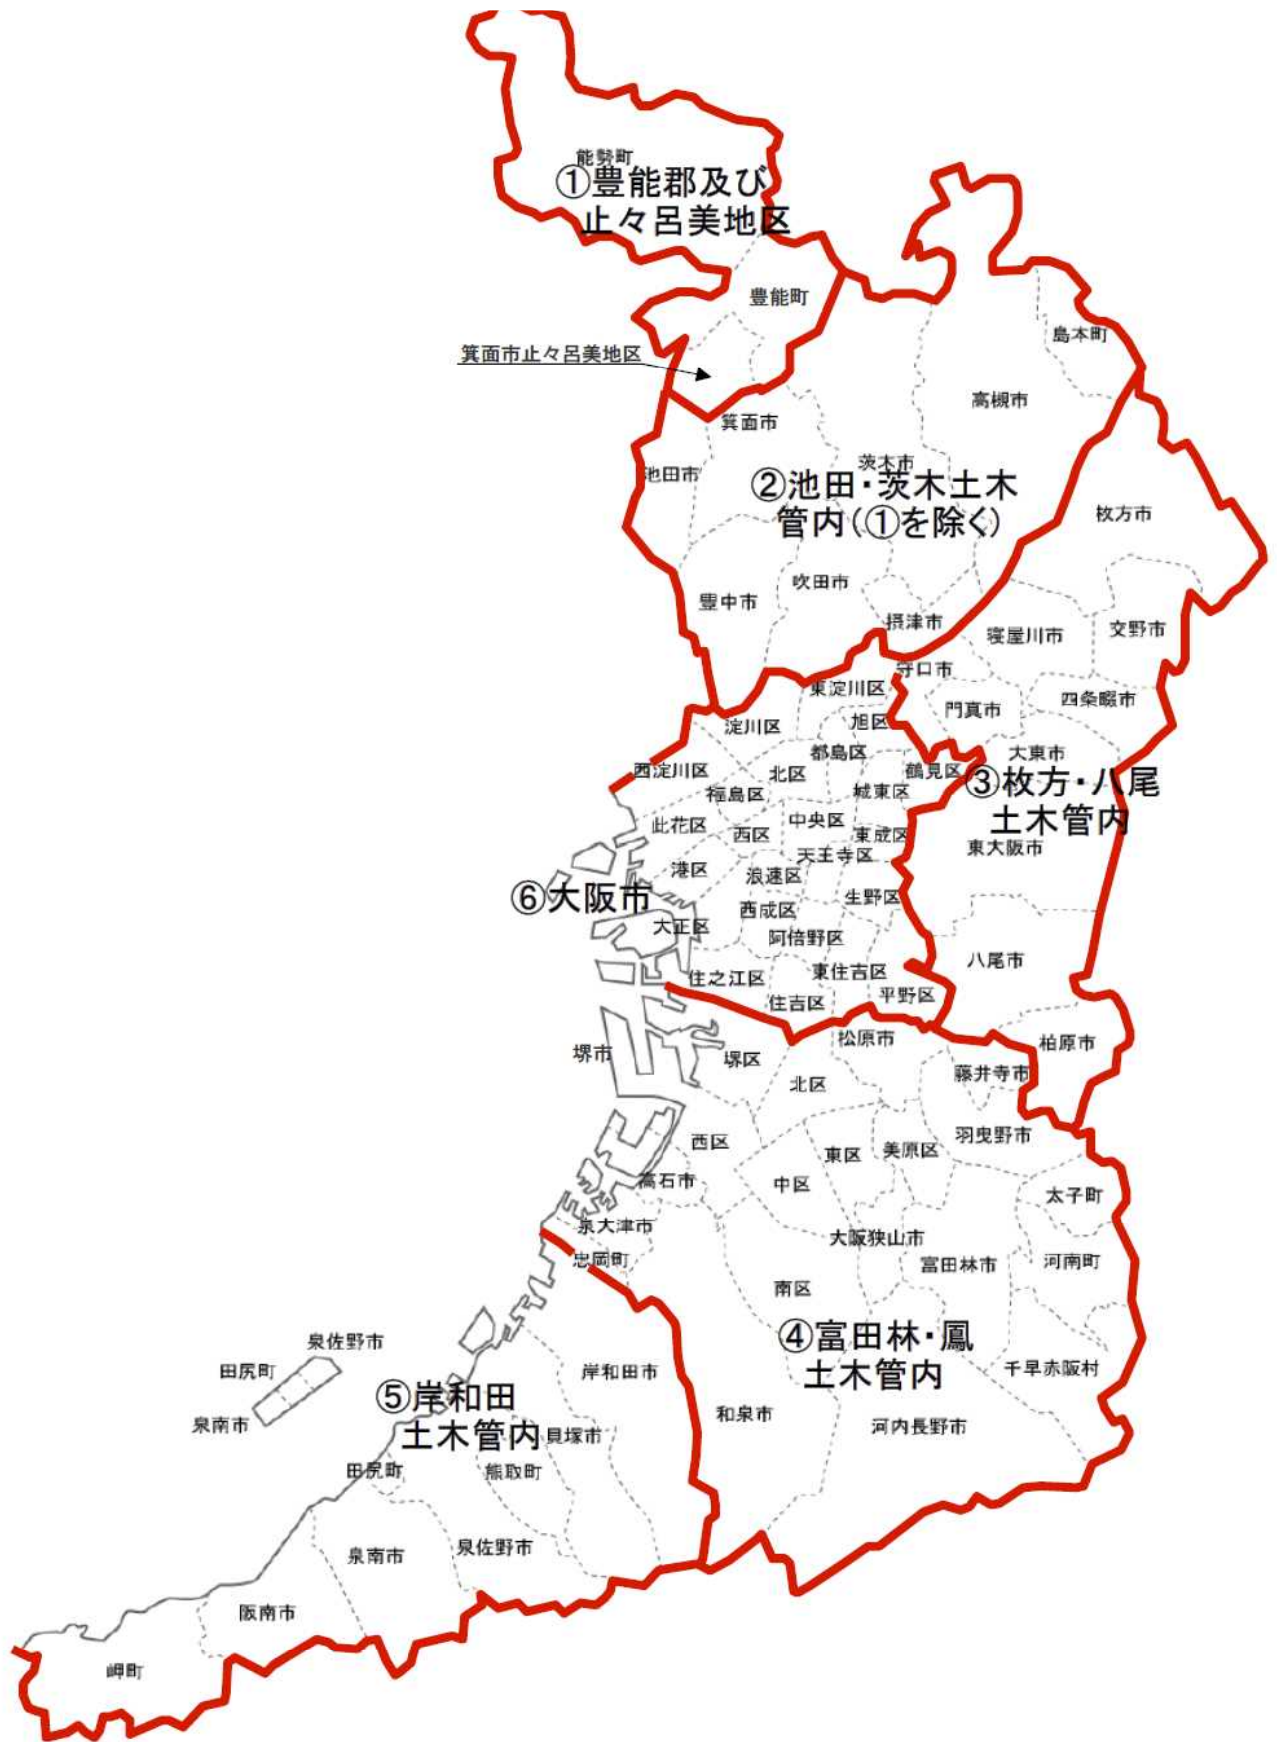 能勢町
①豊能郡及び
止々呂美地区
豊能町
箕面市止々呂美地区
島本町
高槻市
箕面市
茨木市
池田市
②池田・茨木土木
管内(①を除く)
枚方市
吹田市
豊中市
摂津市
寝屋川市
交野市
守口市
東淀川区
四条畷市
門真市
淀川区
旭区
都島区
大東市
西淀川区
北区
鶴見区
③枚方・八尾
土木管内
福島区
城東区
此花区
西区
中央区
東成区
東大阪市
天王寺区
港区
浪速区
⑥大阪市
生野区
西成区
大正区
阿倍野区
八尾市
住之江区
東住吉区
平野区
住吉区
松原市
柏原市
堺市
堺区
藤井寺市
北区
羽曳野市
西区
東区
美原区
高石市
中区
太子町
泉大津市
大阪狭山市
忠岡町
富田林市
河南町
南区
④富田林・鳳
土木管内
泉佐野市
田尻町
岸和田市
千早赤阪村
⑤岸和田
土木管内
泉南市
和泉市
河内長野市
貝塚市
田尻町
熊取町
泉南市
泉佐野市
阪南市
岬町